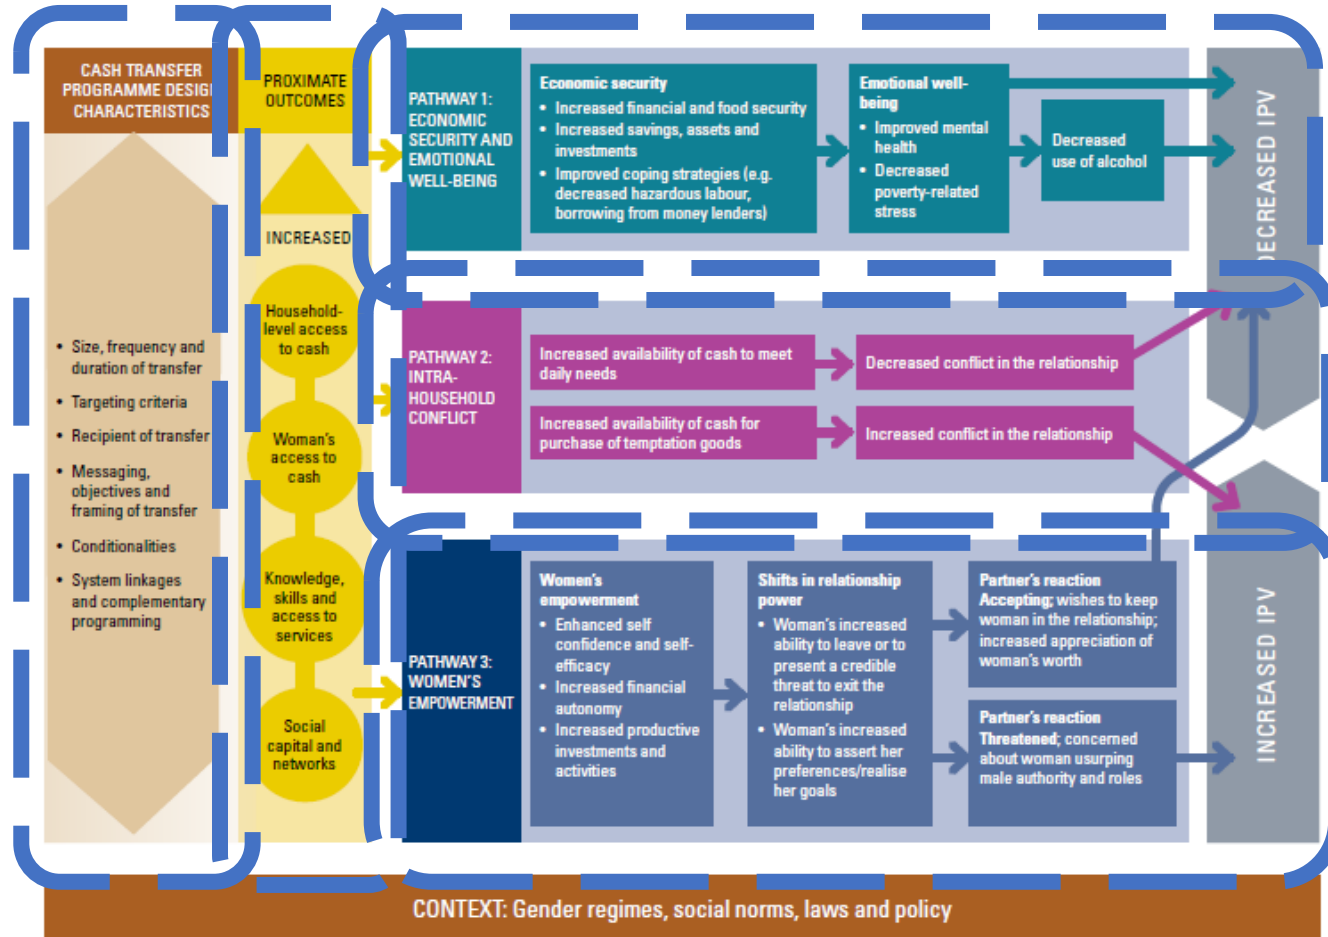 CASH TRANSFER
PROGRAMME DESIGN
CHARACTERISTICS
• Size, frequency and
duration of transfer
• Targeting criteria
• Recipient of transfer
• Messaging,
objectives and
framing of transfer
• Conditionalities
• System linkages
and complementary
programming
PROXIMATE
OUTCOMES
INCREASED
Household-
level access
to cash
Woman's
access to
cash
Knowledge,
skills and
access to
services
Social
capital and
networks
PATHWAY 1:
ECONOMIC
SECURITY AND
EMOTIONAL
WELL-BEING
Economic security
• Increased financial and food security
• Increased savings, assets and
investments
• Improved coping strategies (e.g.
decreased hazardous labour,
borrowing from money lenders)
Emotional well-
being
• Improved mental
health
• Decreased
poverty-related
stress
Decreased
use of alcohol
DECREASED IPV
PATHWAY 2:
INTRA-
HOUSEHOLD
CONFLICT
Increased availability of cash to meet
daily needs
Decreased conflict in the relationship
Increased availability of cash for
purchase of temptation goods
Increased conflict in the relationship
PATHWAY 3:
WOMEN'S
EMPOWERMENT
Women's
empowerment
• Enhanced self
confidence and self-
efficacy
• Increased financial
autonomy
• Increased productive
investments and
activities
Shifts in relationship
power
• Woman's increased
ability to leave or to
present a credible
threat to exit the
relationship
• Woman's increased
ability to assert her
preferences/realise
her goals
Partner's reaction
Accepting; wishes to keep
woman in the relationship;
increased appreciation of
woman's worth
Partner's reaction
Threatened; concerned
about woman usurping
male authority and roles
INCREASED IPV
CONTEXT: Gender regimes, social norms, laws and policy